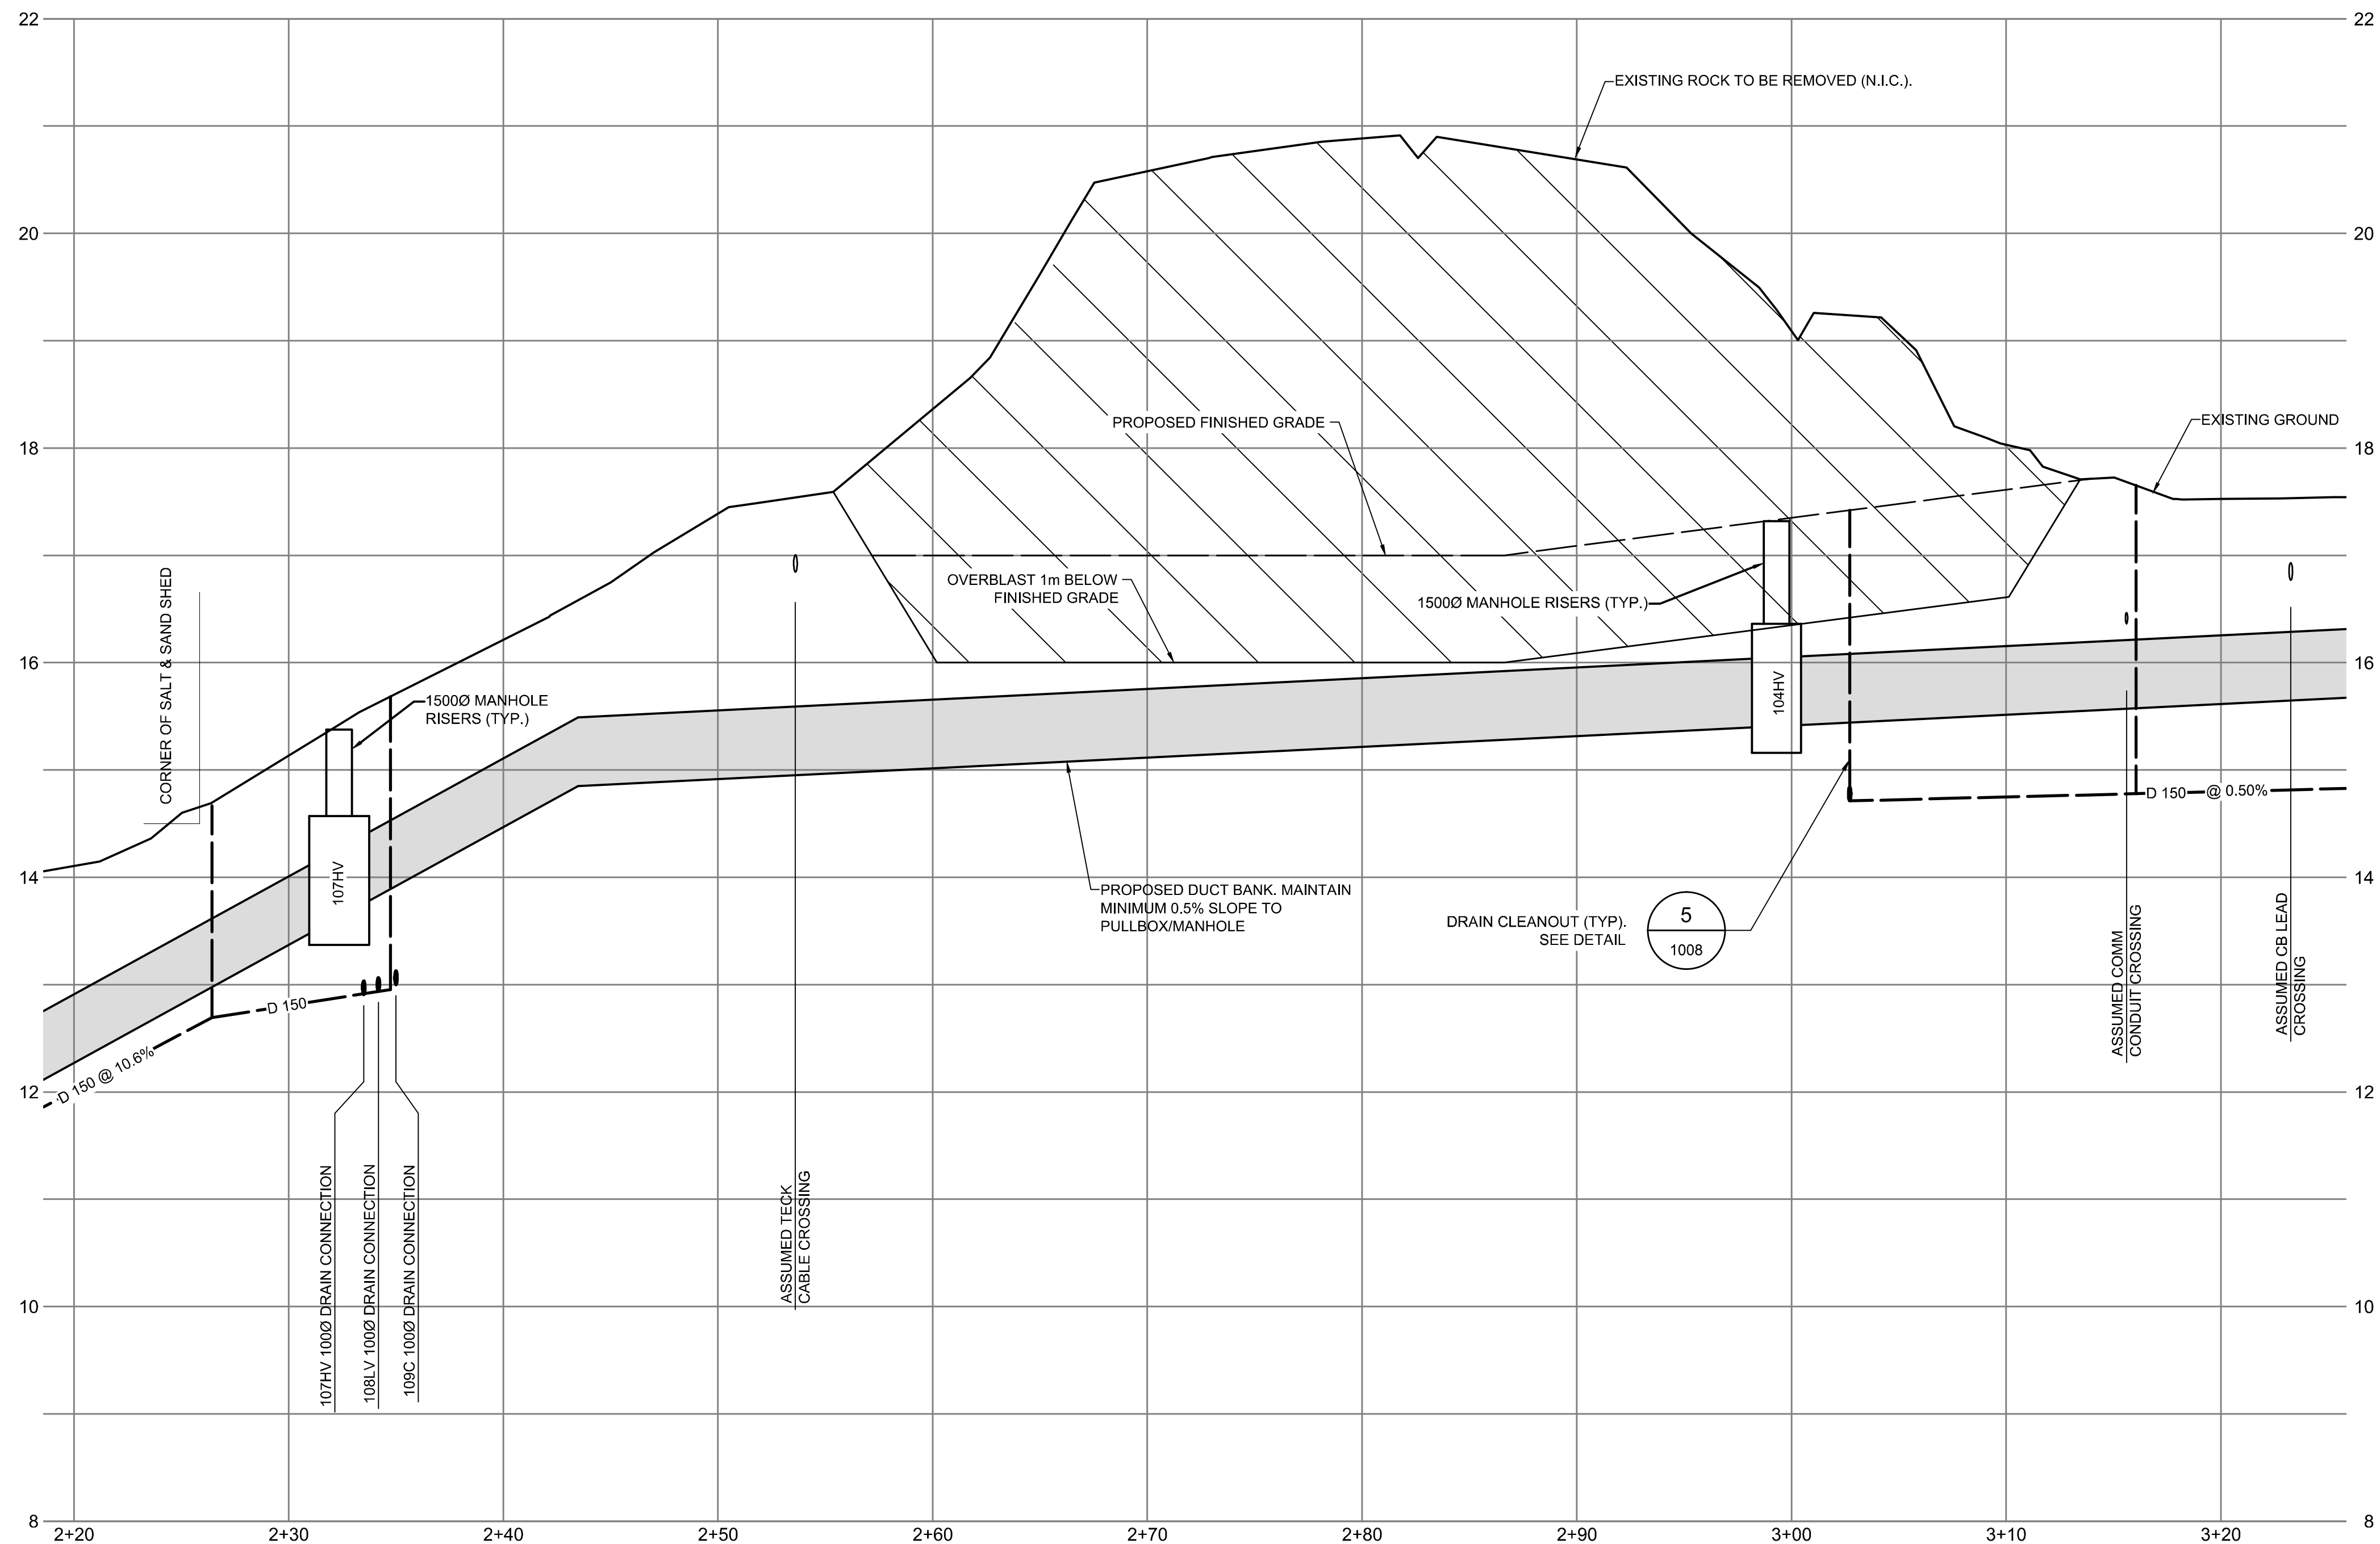 22
22
EXISTING ROCK TO BE REMOVED (N.I.C.).
20
20
PROPOSED FINISHED GRADE
18
EXISTING GROUND
18
OVERBLAST 1m BELOW
FINISHED GRADE
1500Ø MANHOLE RISERS (TYP.)
CORNER OF SALT & SAND SHED
16
16
1500Ø MANHOLE
RISERS (TYP.)
104HV
D 150
@ 0.50%
14
107HV
14
PROPOSED DUCT BANK. MAINTAIN
MINIMUM 0.5% SLOPE TO
PULLBOX/MANHOLE
DRAIN CLEANOUT (TYP).
SEE DETAIL
5
1008
ASSUMED COMM
CONDUIT CROSSING
ASSUMED CB LEAD
CROSSING
D 150
D 150 @ 10.6%
12
12
107HV 100Ø DRAIN CONNECTION
108LV 100Ø DRAIN CONNECTION
109C 100Ø DRAIN CONNECTION
ASSUMED TECK
CABLE CROSSING
10
10
8
8
2+20
2+30
2+40
2+50
2+60
2+70
2+80
2+90
3+00
3+10
3+20